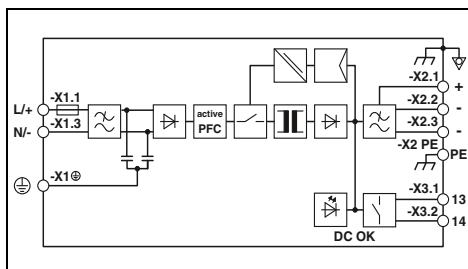 L/+
-X1.1
N/-
-X1.3
-X1
active
PFC
-X2.1
+
-X2.2
-
-X2.3
-
-X2 PE
PE
-X3.1
13
-X3.2
14
DC OK